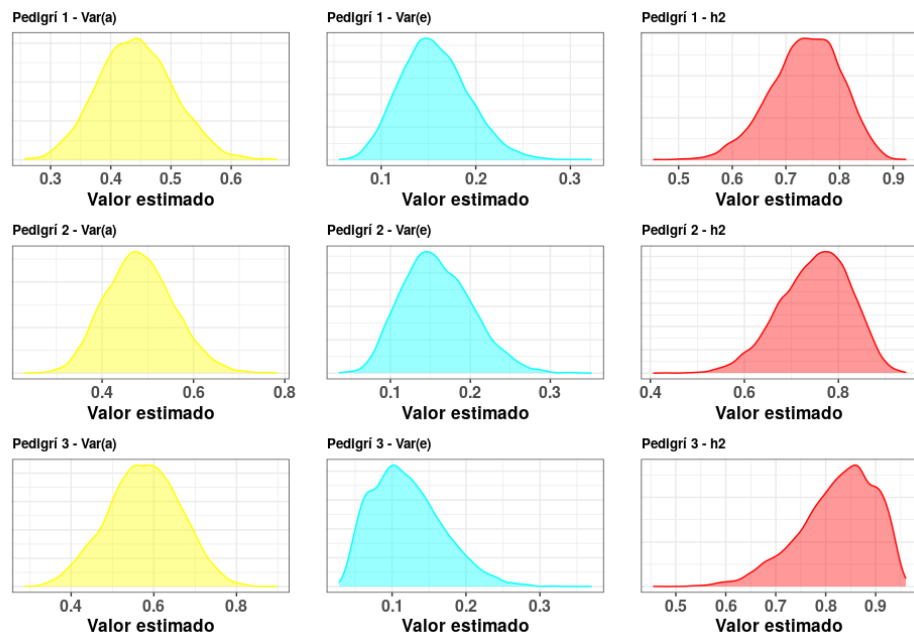 Pedigrí 1 - Var(a)
Pedigrí 1 - Var(e)
Pedigrí 1 - h2
0.3 0.4 0.5 0.6
0.1 0.2 0.3
0.5 0.6 0.7 0.8 0.9
Valor estimado
Valor estimado
Valor estimado
Pedigrí 2 - Var(a)
Pedigrí 2 - Var(e)
Pedigrí 2 - h2
0.4 0.6 0.8
0.1 0.2 0.3
0.4 0.6 0.8
Valor estimado
Valor estimado
Valor estimado
Pedigrí 3 - Var(a)
Pedigrí 3 - Var(e)
Pedigrí 3 - h2
0.4 0.6 0.8
0.1 0.2 0.3
0.5 0.6 0.7 0.8 0.9
Valor estimado
Valor estimado
Valor estimado